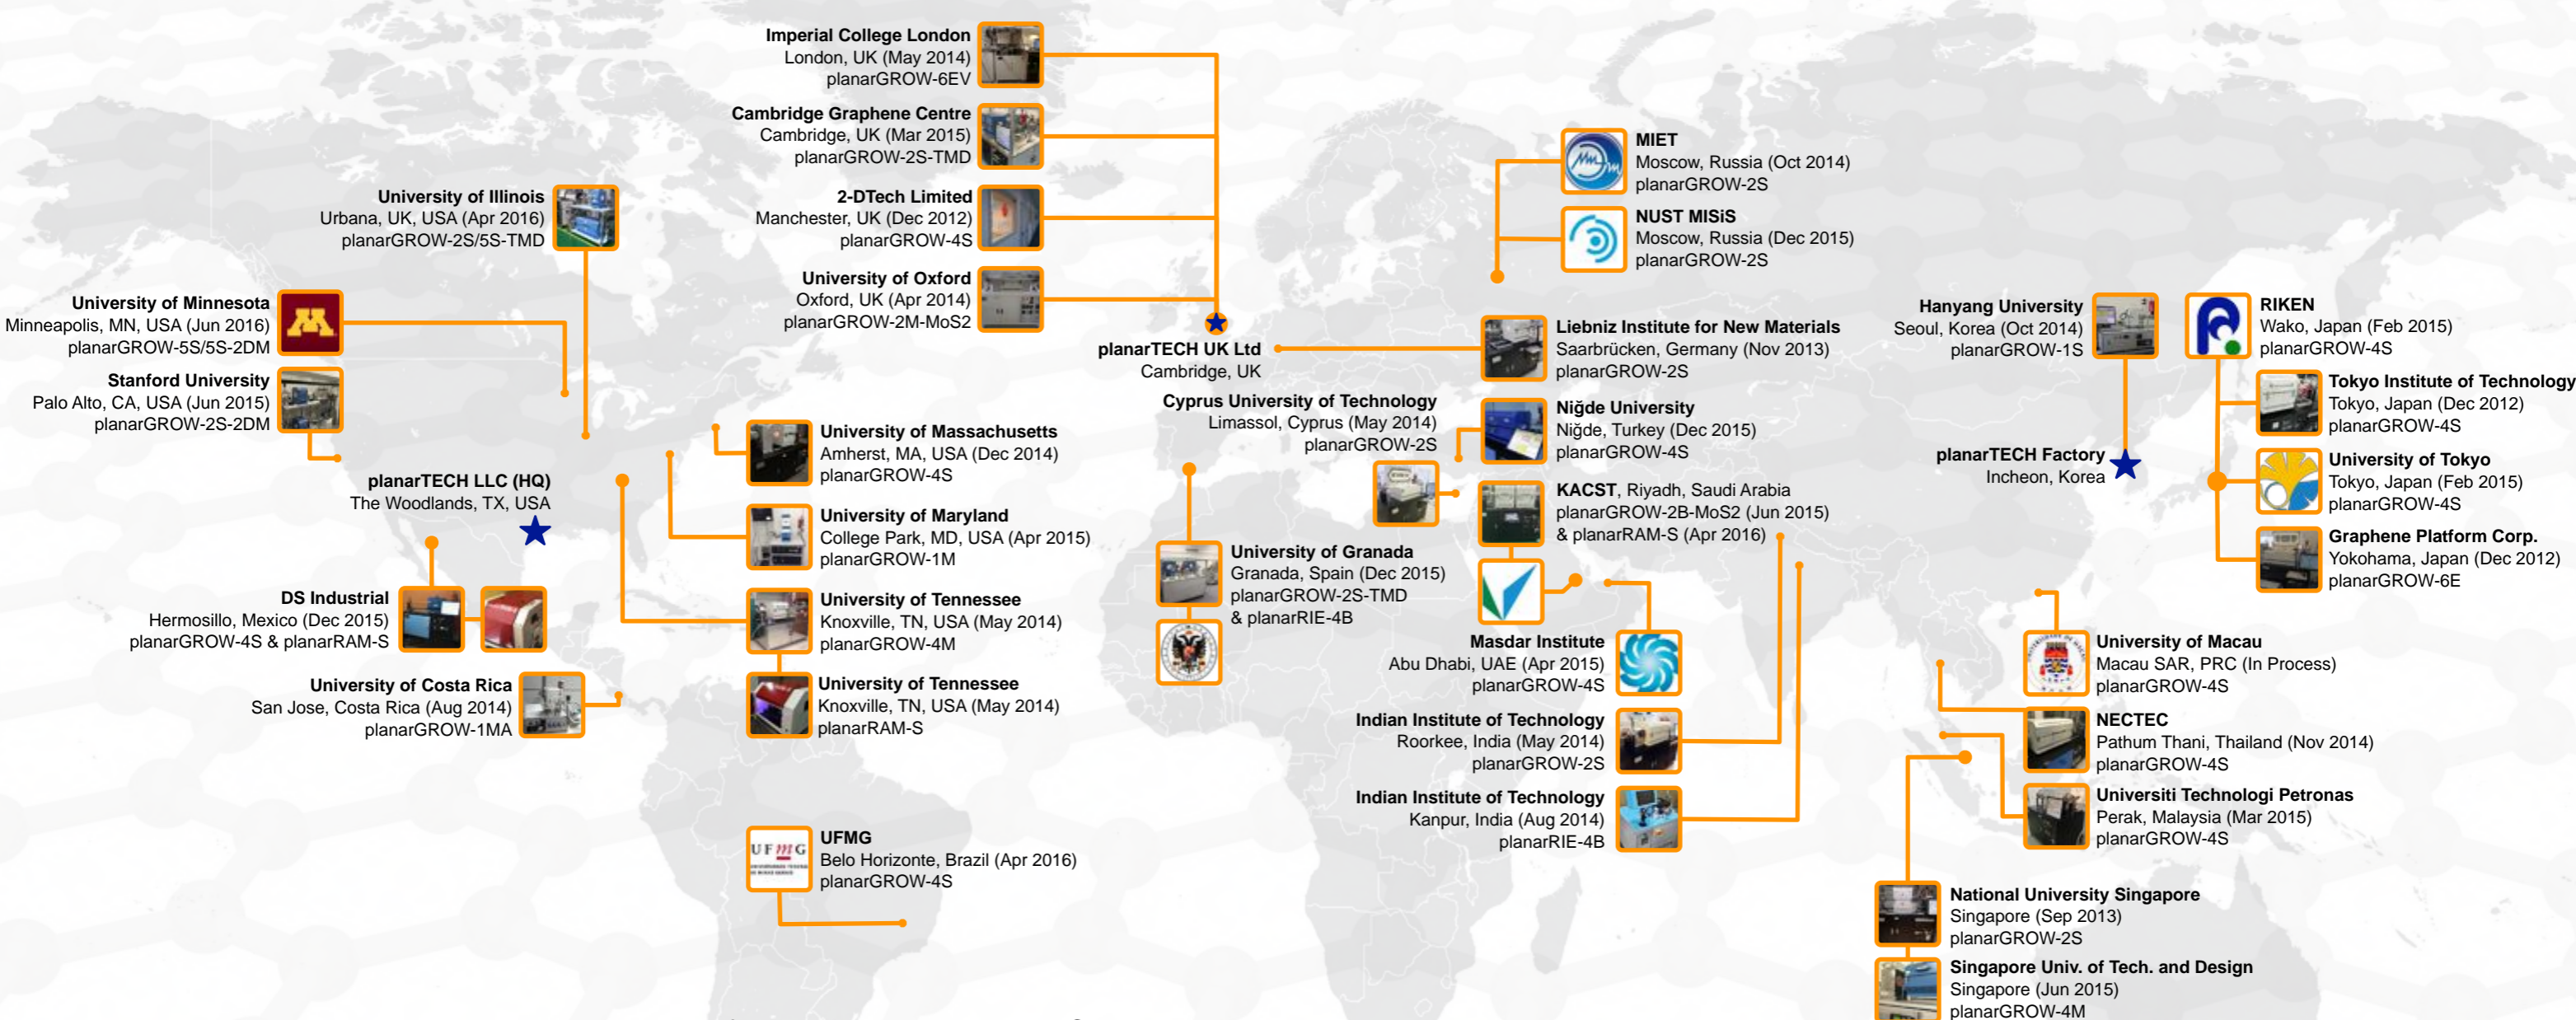 Imperial College London
London, UK (May 2014)
planarGROW-6EV
Cambridge Graphene Centre
Cambridge, UK (Mar 2015)
planarGROW-2S-TMD
2-DTech Limited
Manchester, UK (Dec 2012)
planarGROW-4S
University of Oxford
Oxford, UK (Apr 2014)
planarGROW-2M-MoS2
University of Illinois
Urbana, UK, USA (Apr 2016)
planarGROW-2S/5S-TMD
University of Minnesota
Minneapolis, MN, USA (Jun 2016)
planarGROW-5S/5S-2DM
Stanford University
Palo Alto, CA, USA (Jun 2015)
planarGROW-2S-2DM
planarTECH LLC (HQ)
The Woodlands, TX, USA
DS Industrial
Hermosillo, Mexico (Dec 2015)
planarGROW-4S & planarRAM-S
University of Costa Rica
San Jose, Costa Rica (Aug 2014)
planarGROW-1MA
University of Massachusetts
Amherst, MA, USA (Dec 2014)
planarGROW-4S
University of Maryland
College Park, MD, USA (Apr 2015)
planarGROW-1M
University of Tennessee
Knoxville, TN, USA (May 2014)
planarGROW-4M
University of Tennessee
Knoxville, TN, USA (May 2014)
planarRAM-S
UFMG
UFMG
Belo Horizonte, Brazil (Apr 2016)
planarGROW-4S
planarTECH UK Ltd
Cambridge, UK
MIET
Moscow, Russia (Oct 2014)
planarGROW-2S
NUST MISiS
Moscow, Russia (Dec 2015)
planarGROW-2S
Liebniz Institute for New Materials
Saarbrücken, Germany (Nov 2013)
planarGROW-2S
Cyprus University of Technology
Limassol, Cyprus (May 2014)
planarGROW-2S
Niğde University
Niğde, Turkey (Dec 2015)
planarGROW-4S
KACST, Riyadh, Saudi Arabia
planarGROW-2B-MoS2 (Jun 2015)
& planarRAM-S (Apr 2016)
University of Granada
Granada, Spain (Dec 2015)
planarGROW-2S-TMD
& planarRIE-4B
Masdar Institute
Abu Dhabi, UAE (Apr 2015)
planarGROW-4S
Indian Institute of Technology
Roorkee, India (May 2014)
planarGROW-2S
Indian Institute of Technology
Kanpur, India (Aug 2014)
planarRIE-4B
Hanyang University
Seoul, Korea (Oct 2014)
planarGROW-1S
planarTECH Factory
Incheon, Korea
RIKEN
Wako, Japan (Feb 2015)
planarGROW-4S
Tokyo Institute of Technology
Tokyo, Japan (Dec 2012)
planarGROW-4S
University of Tokyo
Tokyo, Japan (Feb 2015)
planarGROW-4S
Graphene Platform Corp.
Yokohama, Japan (Dec 2012)
planarGROW-6E
University of Macau
Macau SAR, PRC (In Process)
planarGROW-4S
NECTEC
Pathum Thani, Thailand (Nov 2014)
planarGROW-4S
Universiti Technologi Petronas
Perak, Malaysia (Mar 2015)
planarGROW-4S
National University Singapore
Singapore (Sep 2013)
planarGROW-2S
Singapore Univ. of Tech. and Design
Singapore (Jun 2015)
planarGROW-4M